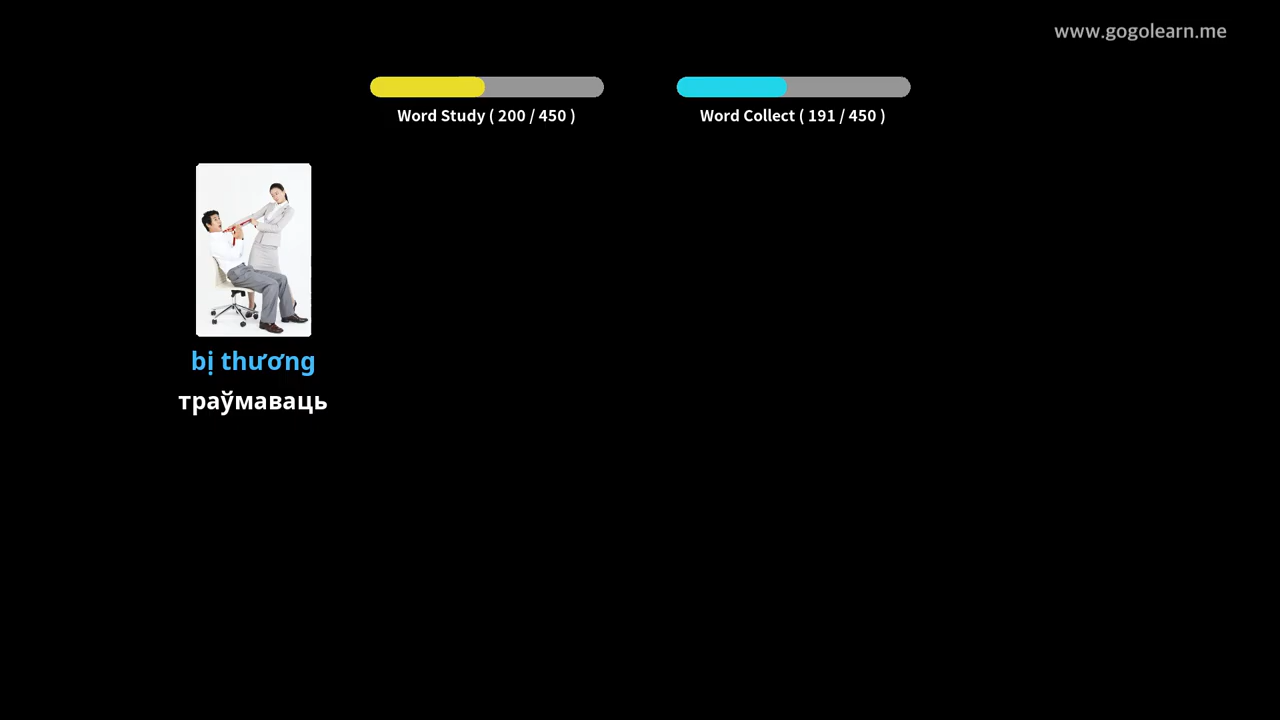 www.gogolearn.me
Word Study ( 200 / 450 )
Word Collect ( 191 / 450 )
bị thương
траўмаваць